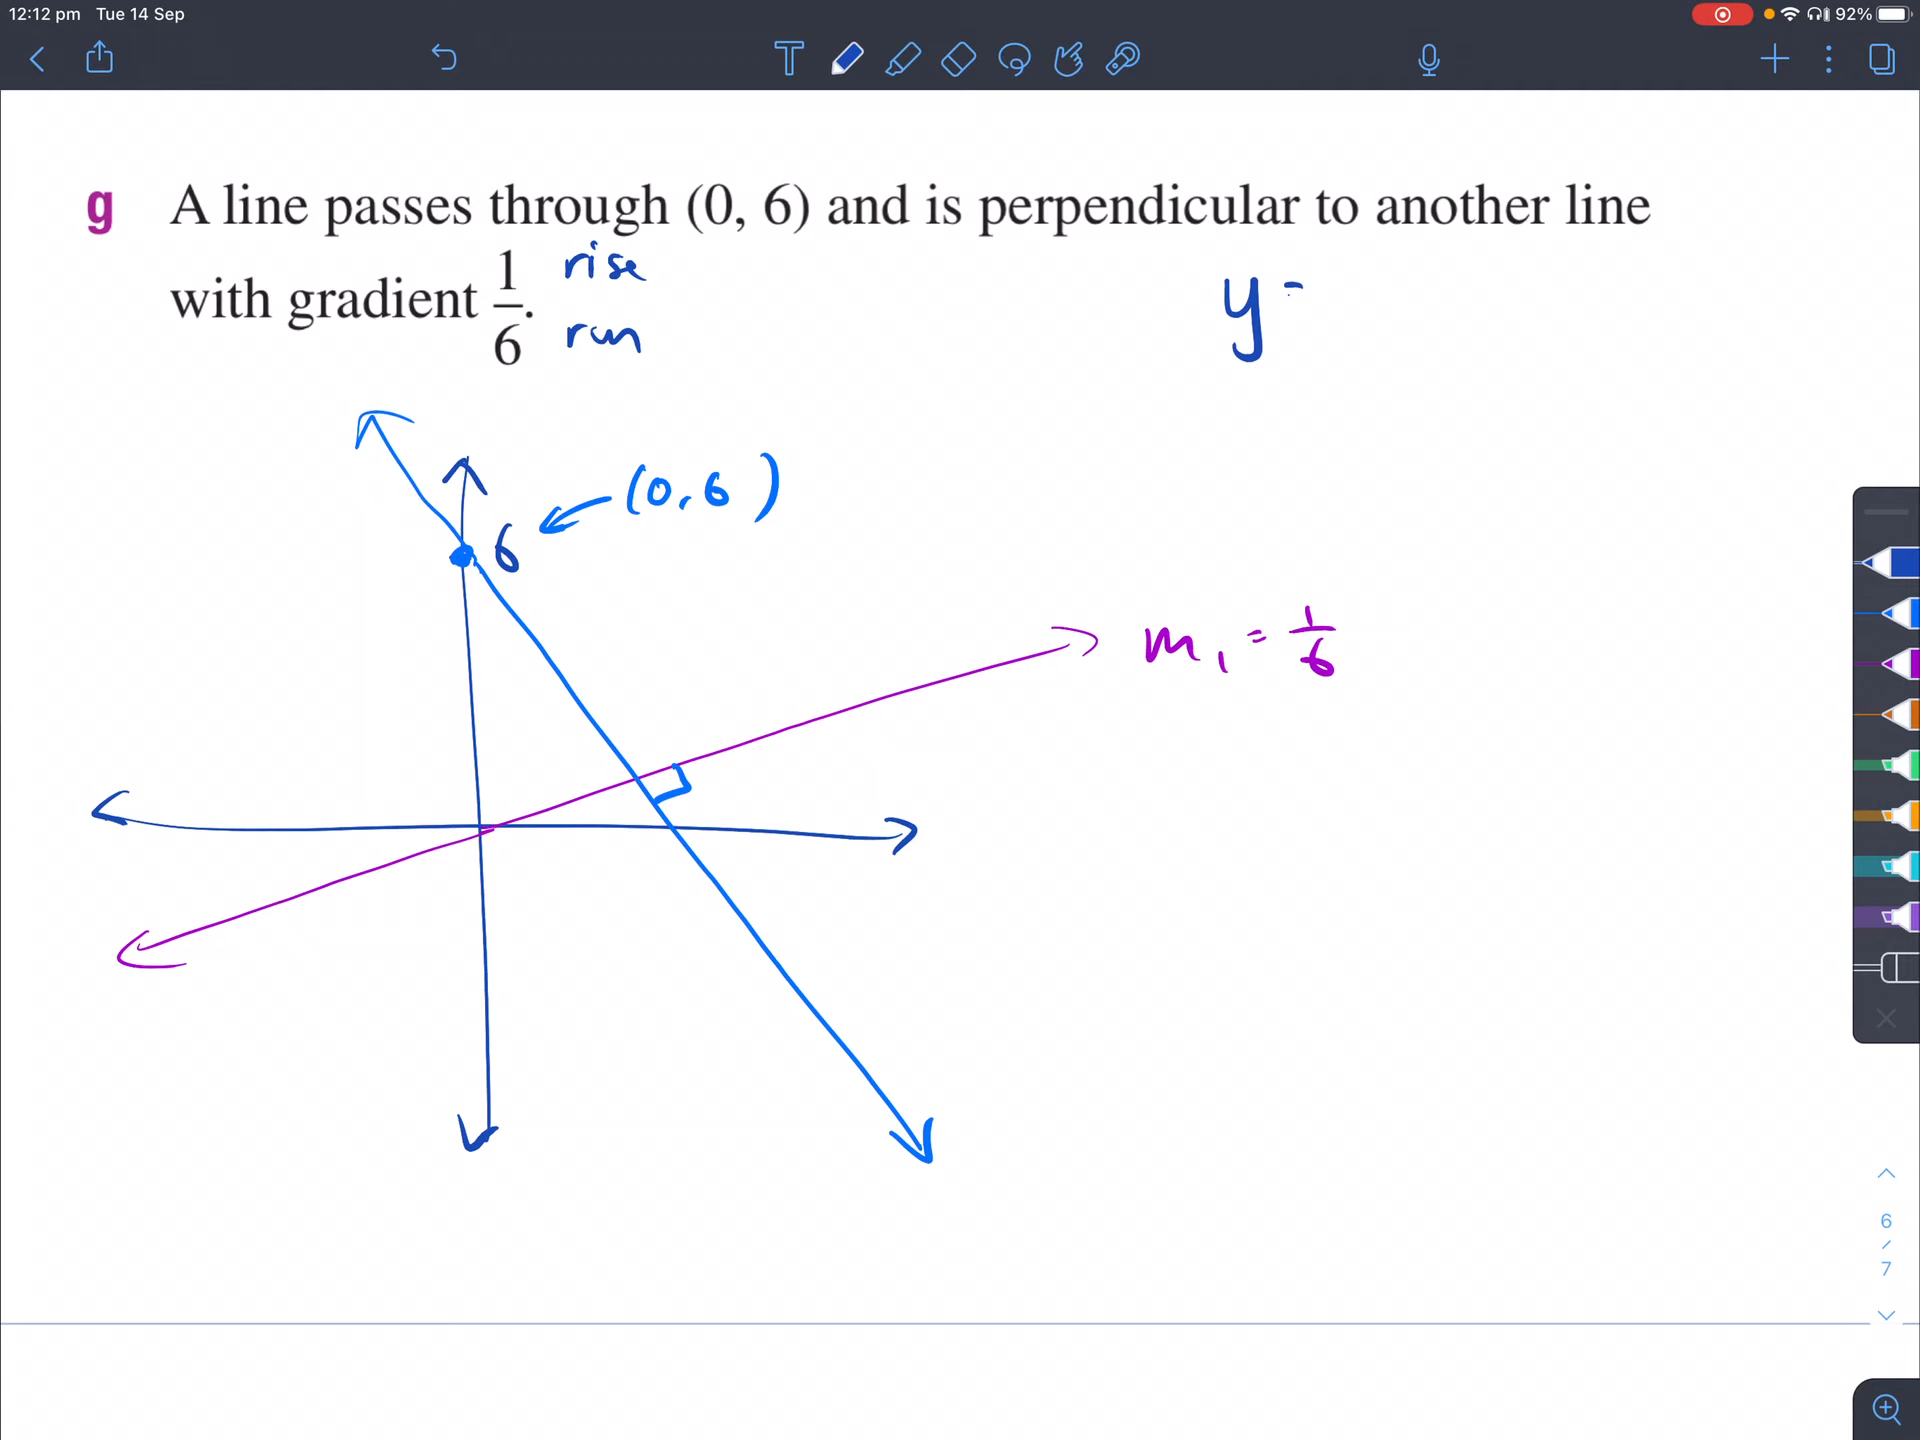 12:12 pm Tue 14 Sep
92%
T
g A line passes through (0, 6) and is perpendicular to another line
with gradient 1/6.
rise
run
y =
(0, 6)
6
m₁ = 1/6
6
/
7